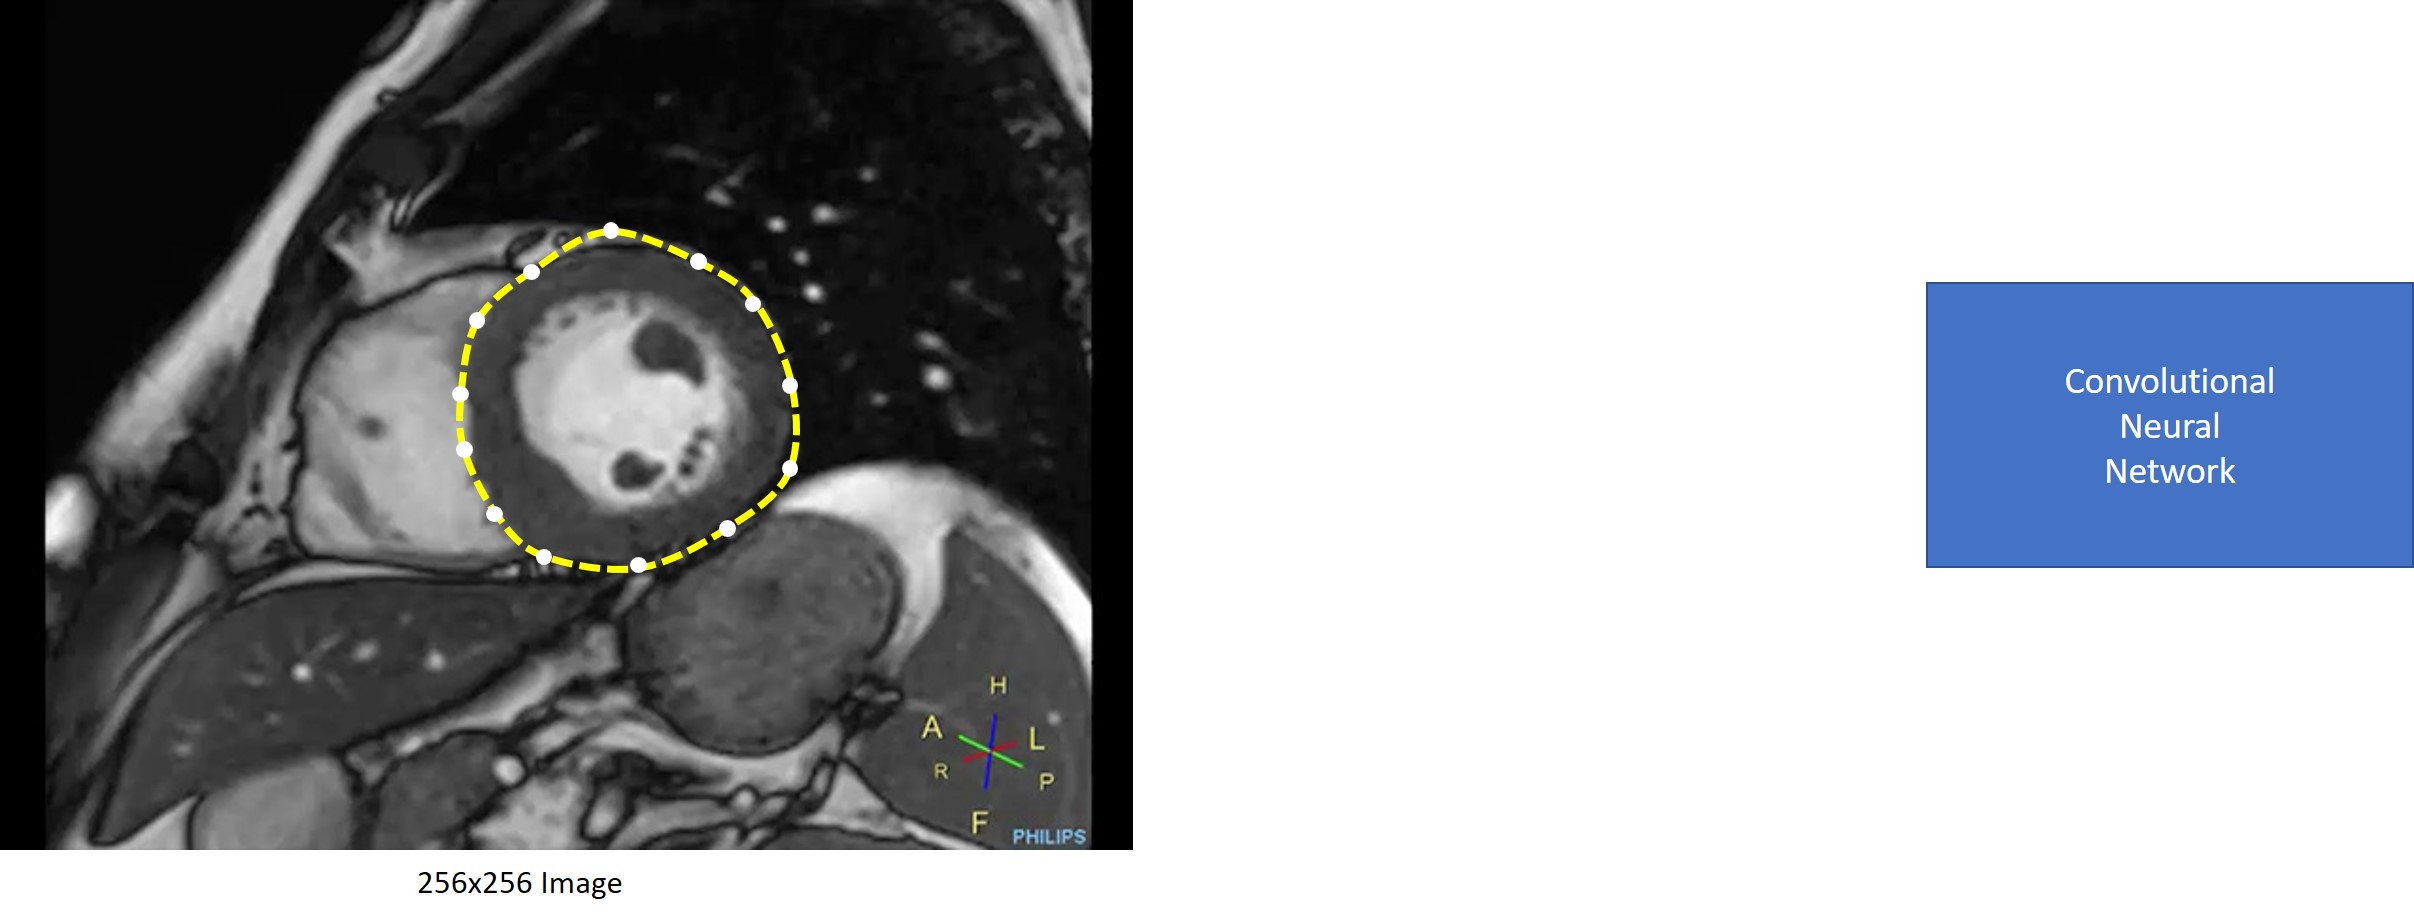 Convolutional
Neural
Network
H
A
L
R
P
F
PHILIPS
256x256 Image